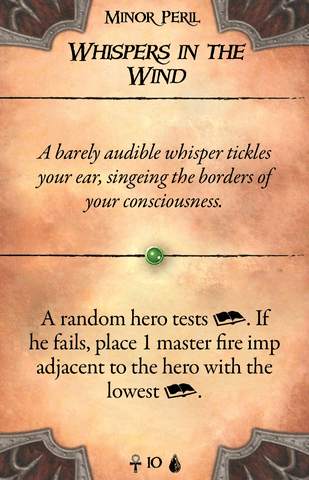 Minor Peril
Whispers in the
Wind
A barely audible whisper tickles
your ear, singeing the borders of
your consciousness.
A random hero tests . If
he fails, place 1 master fire imp
adjacent to the hero with the
lowest .
10